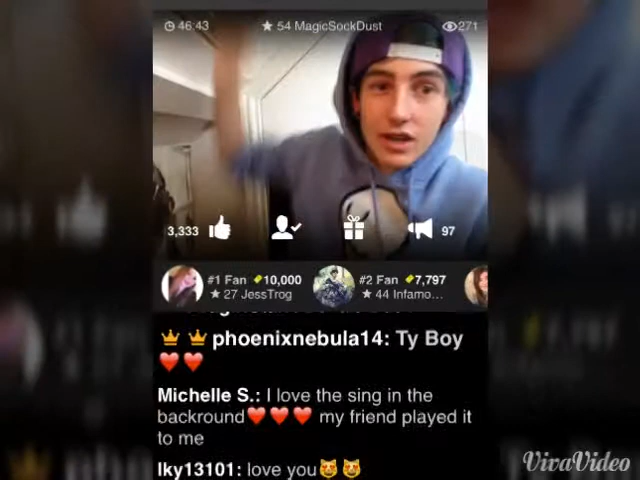 46:43 ★ 54 MagicSockDust 271
3,333 97
#1 Fan 10,000 #2 Fan 7,797
★ 27 JessTrog ★ 44 Infamo...
phoenixnebula14: Ty Boy
❤️❤️
Michelle S.: I love the sing in the
backround❤️❤️❤️ my friend played it
to me
lky13101: love you😻😻
VivaVideo